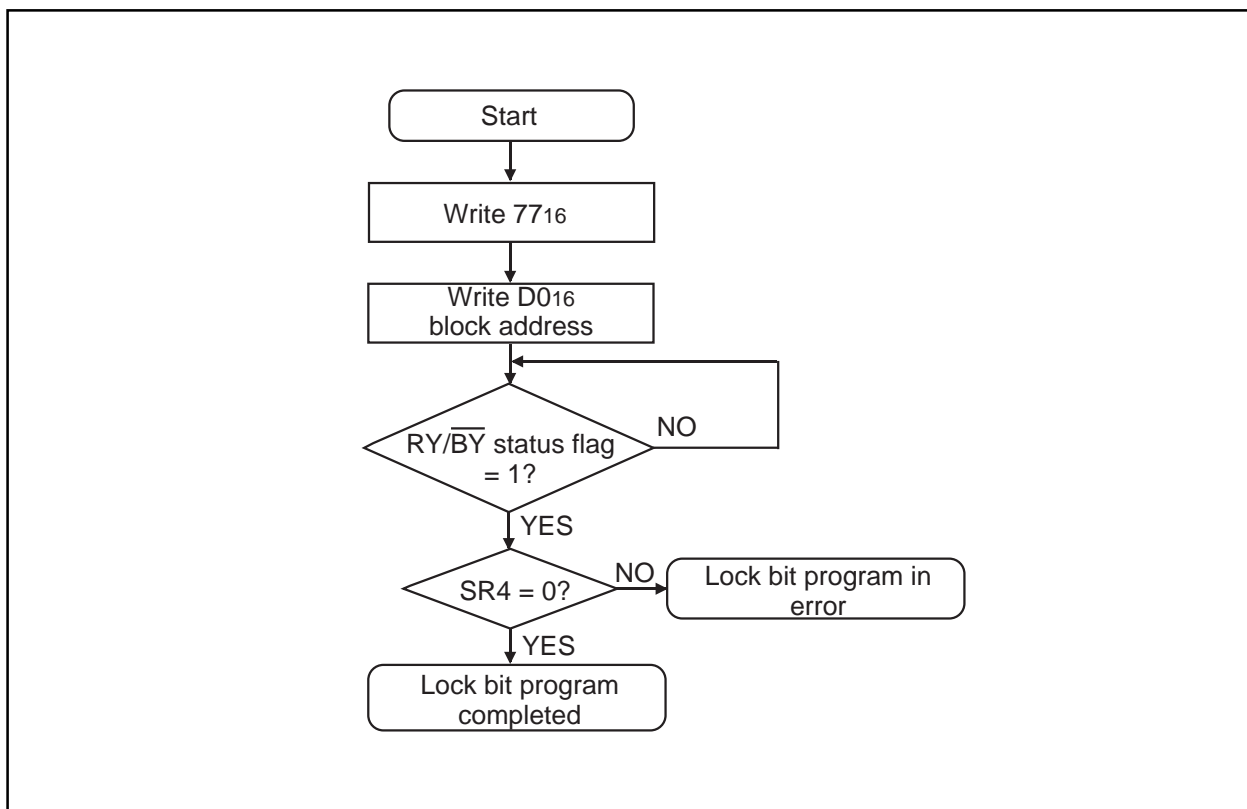 Start
Write 77₁₆
Write D0₁₆
block address
RY/B̅Y̅ status flag
= 1?
NO
YES
SR4 = 0?
NO
Lock bit program in
error
YES
Lock bit program
completed